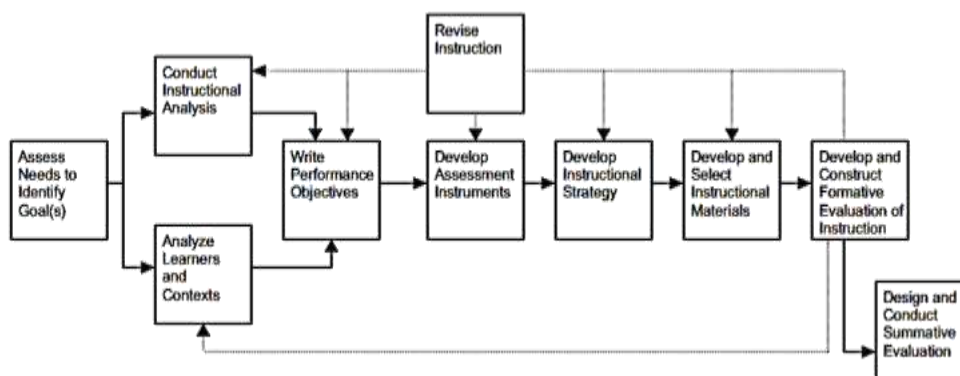 Revise
Instruction
Conduct
Instructional
Analysis
Assess
Needs to
Identify
Goal(s)
Write
Performance
Objectives
Develop
Assessment
Instruments
Develop
Instructional
Strategy
Develop and
Select
Instructional
Materials
Develop and
Construct
Formative
Evaluation of
Instruction
Analyze
Learners
and
Contexts
Design and
Conduct
Summative
Evaluation